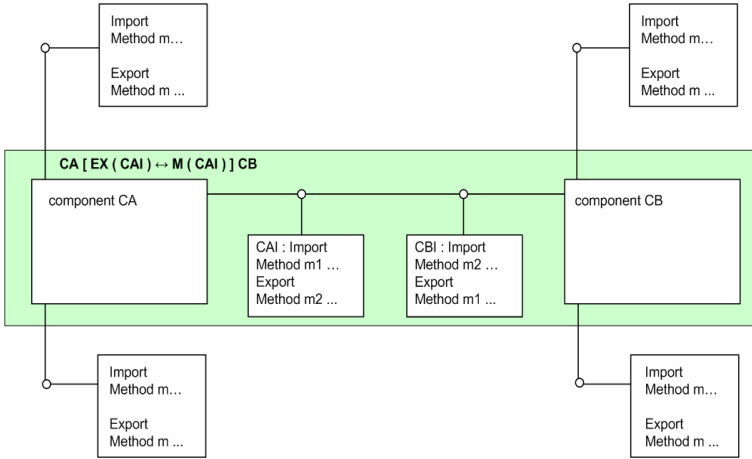 Import
Method m…
Export
Method m ...
Import
Method m…
Export
Method m ...
CA [ EX ( CAI ) ↔ M ( CAI ) ] CB
component CA
component CB
CAI : Import
Method m1 …
Export
Method m2 ...
CBI : Import
Method m2 …
Export
Method m1 ...
Import
Method m…
Export
Method m ...
Import
Method m…
Export
Method m ...